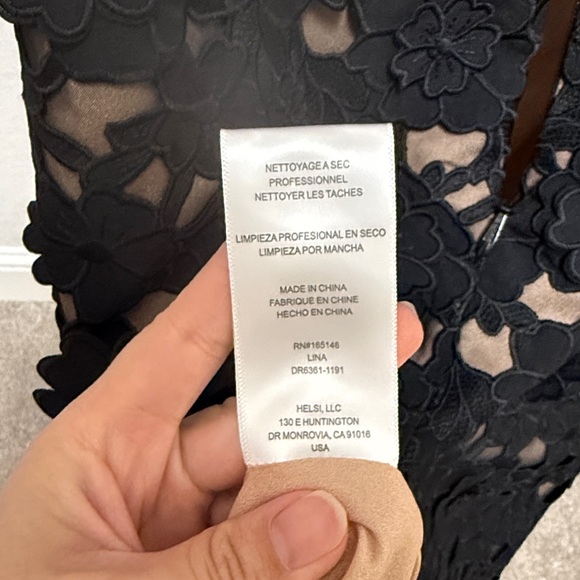 NETTOYAGE A SEC
PROFESSIONNEL
NETTOYER LES TACHES
LIMPIEZA PROFESIONAL EN SECO
LIMPIEZA POR MANCHA
MADE IN CHINA
FABRIQUE EN CHINE
HECHO EN CHINA
RN#165146
LINA
DR6361-1191
HELSI, LLC
130 E HUNTINGTON
DR MONROVIA, CA 91016
USA